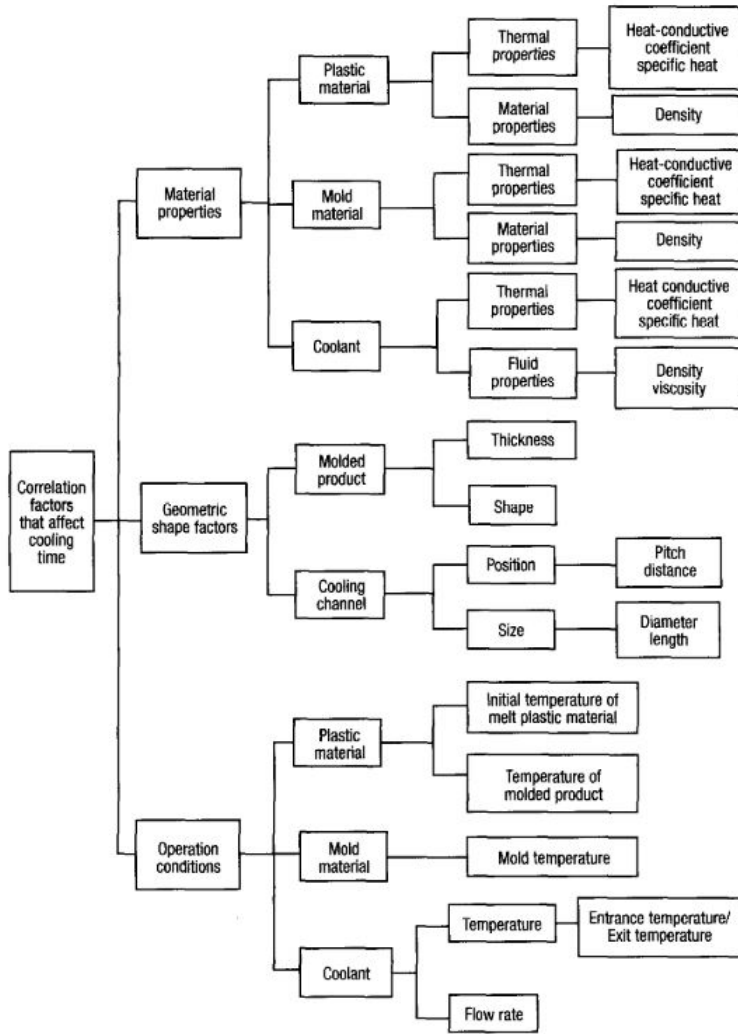 Correlation
factors
that affect
cooling
time
Material
properties
Plastic
material
Thermal
properties
Heat-conductive
coefficient
specific heat
Material
properties
Density
Mold
material
Thermal
properties
Heat-conductive
coefficient
specific heat
Material
properties
Density
Coolant
Thermal
properties
Heat conductive
coefficient
specific heat
Fluid
properties
Density
viscosity
Geometric
shape factors
Molded
product
Thickness
Shape
Cooling
channel
Position
Pitch
distance
Size
Diameter
length
Operation
conditions
Plastic
material
Initial temperature of
melt plastic material
Temperature of
molded product
Mold
material
Mold temperature
Coolant
Temperature
Entrance temperature/
Exit temperature
Flow rate